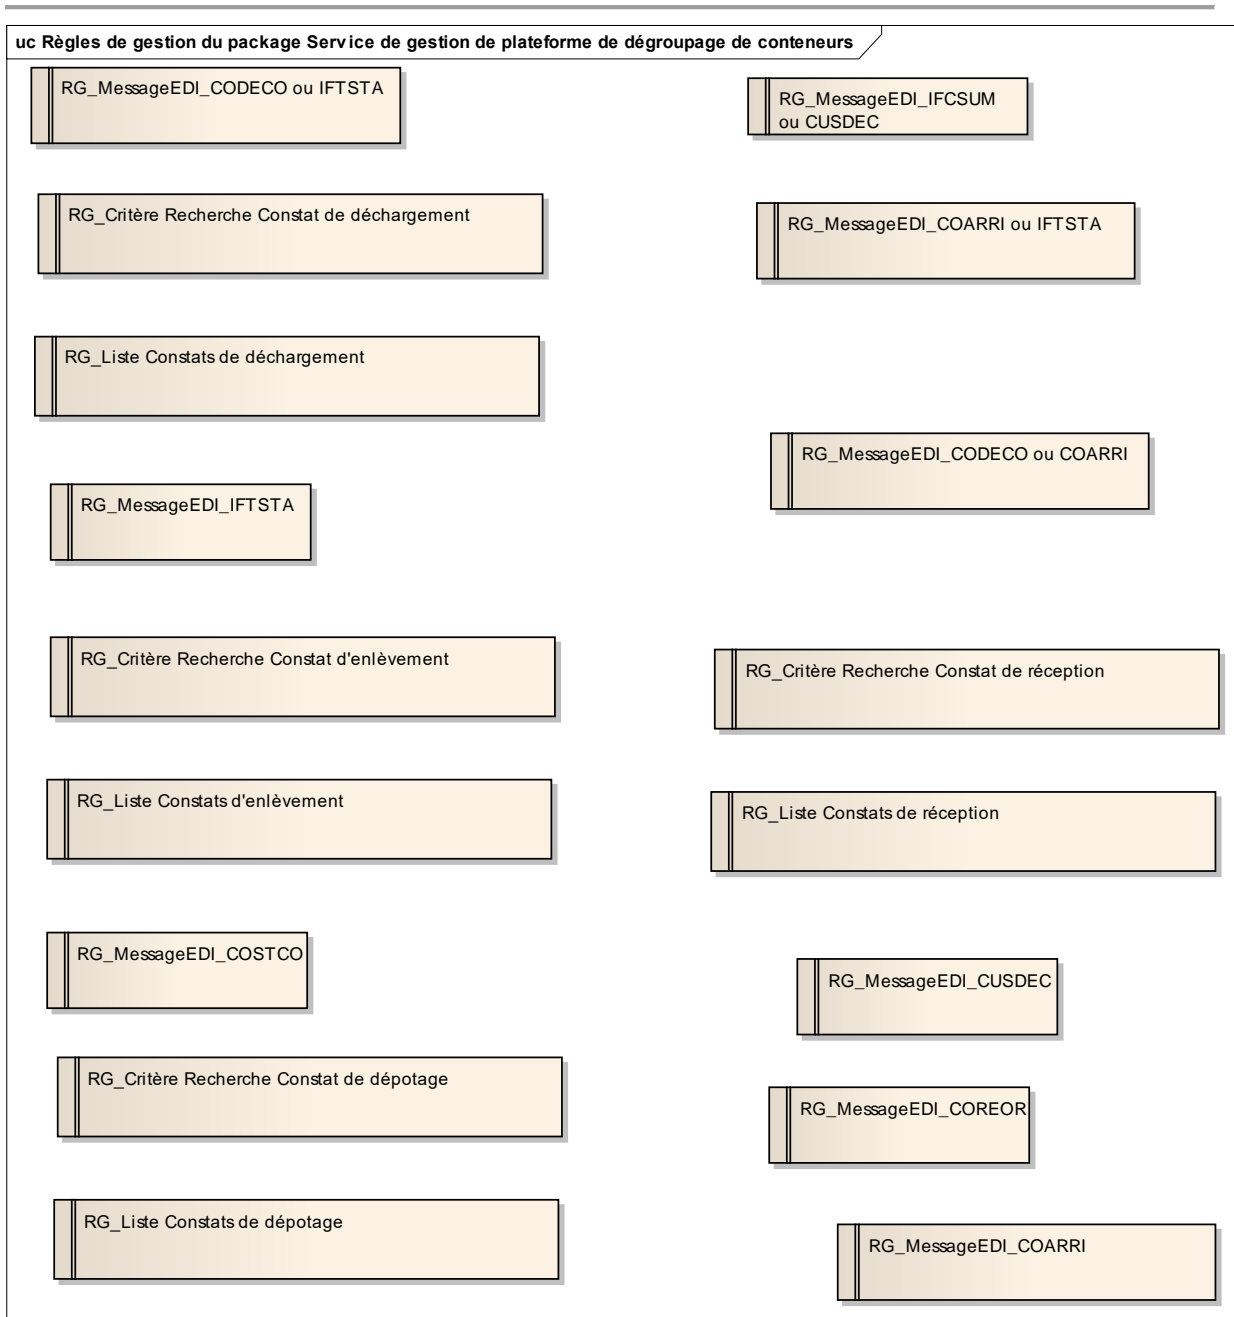 uc Règles de gestion du package Service de gestion de plateforme de dégroupage de conteneurs
RG_MessageEDI_CODECO ou IFTSTA
RG_MessageEDI_IFCSUM
ou CUSDEC
RG_Critère Recherche Constat de déchargement
RG_MessageEDI_COARRI ou IFTSTA
RG_Liste Constats de déchargement
RG_MessageEDI_CODECO ou COARRI
RG_MessageEDI_IFTSTA
RG_Critère Recherche Constat d'enlèvement
RG_Critère Recherche Constat de réception
RG_Liste Constats d'enlèvement
RG_Liste Constats de réception
RG_MessageEDI_COSTCO
RG_MessageEDI_CUSDEC
RG_Critère Recherche Constat de dépotage
RG_MessageEDI_COREOR
RG_Liste Constats de dépotage
RG_MessageEDI_COARRI